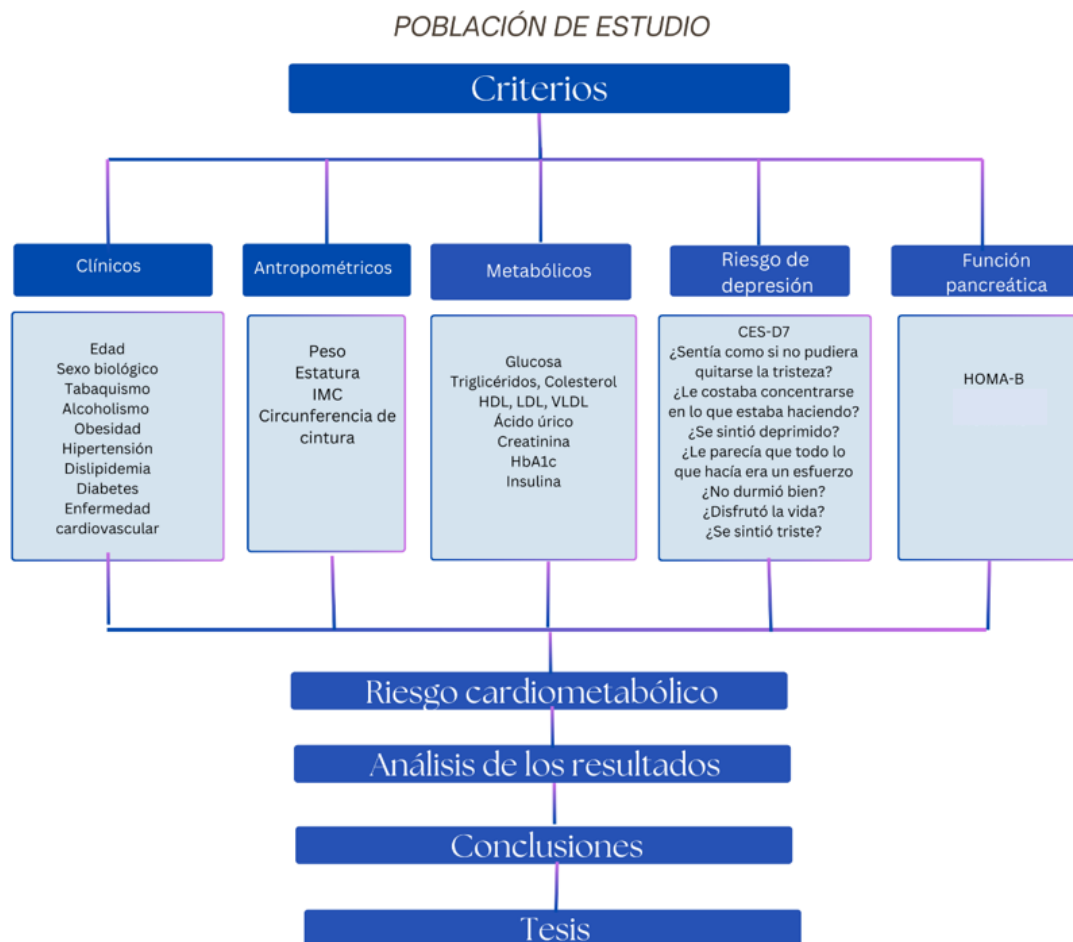 POBLACIÓN DE ESTUDIO
Criterios
Clínicos
Edad
Sexo biológico
Tabaquismo
Alcoholismo
Obesidad
Hipertensión
Dislipidemia
Diabetes
Enfermedad
cardiovascular
Antropométricos
Peso
Estatura
IMC
Circunferencia de
cintura
Metabólicos
Glucosa
Triglicéridos, Colesterol
HDL, LDL, VLDL
Ácido úrico
Creatinina
HbA1c
Insulina
Riesgo de
depresión
CES-D7
¿Sentía como si no pudiera
quitarse la tristeza?
¿Le costaba concentrarse
en lo que estaba haciendo?
¿Se sintió deprimido?
¿Le parecía que todo lo
que hacía era un esfuerzo
¿No durmió bien?
¿Disfrutó la vida?
¿Se sintió triste?
Función
pancreática
HOMA-B
Riesgo cardiometabólico
Análisis de los resultados
Conclusiones
Tesis